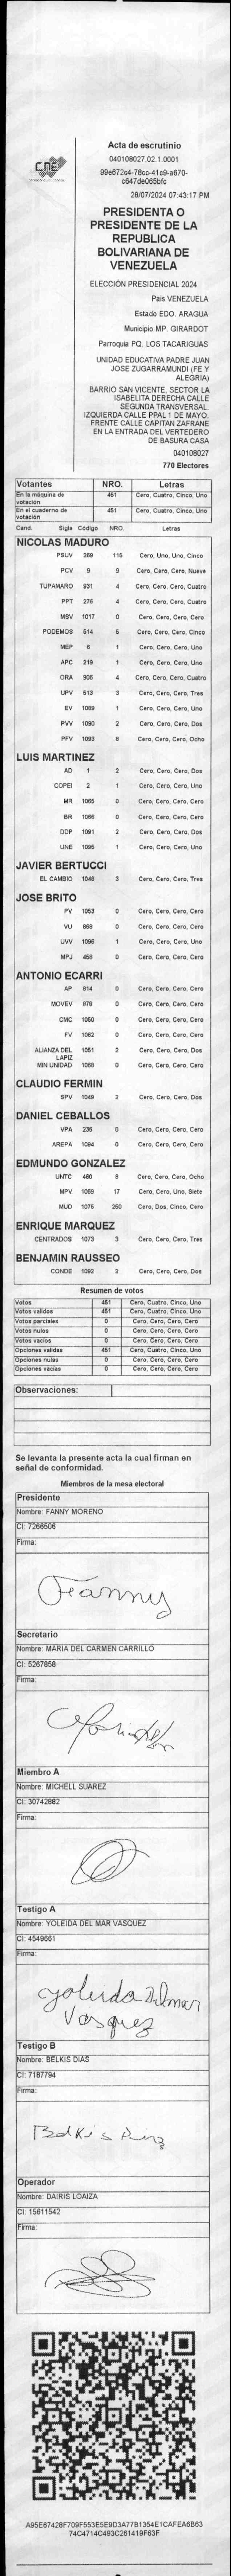 Acta de escrutinio
040108027.02.1.0001
99e672c4-78cc-41c9-a670-
c647de065bfc
28/07/2024 07:43:17 PM
CNE
PRESIDENTA O
PRESIDENTE DE LA
REPUBLICA
BOLIVARIANA DE
VENEZUELA
ELECCIÓN PRESIDENCIAL 2024
Pais VENEZUELA
Estado EDO. ARAGUA
Municipio MP. GIRARDOT
Parroquia PQ. LOS TACARIGUAS
UNIDAD EDUCATIVA PADRE JUAN
JOSE ZUGARRAMUNDI (FE Y
ALEGRIA)
BARRIO SAN VICENTE, SECTOR LA
ISABELITA DERECHA CALLE
SEGUNDA TRANSVERSAL.
IZQUIERDA CALLE PPAL 1 DE MAYO.
FRENTE CALLE CAPITAN ZAFRANE
EN LA ENTRADA DEL VERTEDERO
DE BASURA CASA
040108027
770 Electores
Votantes NRO. Letras
En la máquina de votación 451 Cero, Cuatro, Cinco, Uno
En el cuaderno de votación 451 Cero, Cuatro, Cinco, Uno
Cand. Sigla Código NRO. Letras
NICOLAS MADURO
PSUV 269 115 Cero, Uno, Uno, Cinco
PCV 9 9 Cero, Cero, Cero, Nueve
TUPAMARO 931 4 Cero, Cero, Cero, Cuatro
PPT 276 4 Cero, Cero, Cero, Cuatro
MSV 1017 0 Cero, Cero, Cero, Cero
PODEMOS 514 5 Cero, Cero, Cero, Cinco
MEP 6 1 Cero, Cero, Cero, Uno
APC 219 1 Cero, Cero, Cero, Uno
ORA 906 4 Cero, Cero, Cero, Cuatro
UPV 513 3 Cero, Cero, Cero, Tres
EV 1089 1 Cero, Cero, Cero, Uno
PVV 1090 2 Cero, Cero, Cero, Dos
PFV 1093 8 Cero, Cero, Cero, Ocho
LUIS MARTINEZ
AD 1 2 Cero, Cero, Cero, Dos
COPEI 2 1 Cero, Cero, Cero, Uno
MR 1065 0 Cero, Cero, Cero, Cero
BR 1066 0 Cero, Cero, Cero, Cero
DDP 1091 2 Cero, Cero, Cero, Dos
UNE 1095 1 Cero, Cero, Cero, Uno
JAVIER BERTUCCI
EL CAMBIO 1048 3 Cero, Cero, Cero, Tres
JOSE BRITO
PV 1053 0 Cero, Cero, Cero, Cero
VU 868 0 Cero, Cero, Cero, Cero
UVV 1096 1 Cero, Cero, Cero, Uno
MPJ 458 0 Cero, Cero, Cero, Cero
ANTONIO ECARRI
AP 814 0 Cero, Cero, Cero, Cero
MOVEV 978 0 Cero, Cero, Cero, Cero
CMC 1050 0 Cero, Cero, Cero, Cero
FV 1062 0 Cero, Cero, Cero, Cero
ALIANZA DEL LAPIZ 1051 2 Cero, Cero, Cero, Dos
MIN UNIDAD 1068 0 Cero, Cero, Cero, Cero
CLAUDIO FERMIN
SPV 1049 2 Cero, Cero, Cero, Dos
DANIEL CEBALLOS
VPA 236 0 Cero, Cero, Cero, Cero
AREPA 1094 0 Cero, Cero, Cero, Cero
EDMUNDO GONZALEZ
UNTC 460 8 Cero, Cero, Cero, Ocho
MPV 1069 17 Cero, Cero, Uno, Siete
MUD 1075 250 Cero, Dos, Cinco, Cero
ENRIQUE MARQUEZ
CENTRADOS 1073 3 Cero, Cero, Cero, Tres
BENJAMIN RAUSSEO
CONDE 1092 2 Cero, Cero, Cero, Dos
Resumen de votos
Votos 451 Cero, Cuatro, Cinco, Uno
Votos validos 451 Cero, Cuatro, Cinco, Uno
Votos parciales 0 Cero, Cero, Cero, Cero
Votos nulos 0 Cero, Cero, Cero, Cero
Votos vacios 0 Cero, Cero, Cero, Cero
Opciones validas 451 Cero, Cuatro, Cinco, Uno
Opciones nulas 0 Cero, Cero, Cero, Cero
Opciones vacias 0 Cero, Cero, Cero, Cero
Observaciones:
Se levanta la presente acta la cual firman en
señal de conformidad.
Miembros de la mesa electoral
Presidente
Nombre: FANNY MORENO
CI: 7266506
Firma:
Fanny
Secretario
Nombre: MARIA DEL CARMEN CARRILLO
CI: 5267858
Firma:
Miembro A
Nombre: MICHELL SUAREZ
CI: 30742882
Firma:
Testigo A
Nombre: YOLEIDA DEL MAR VASQUEZ
CI: 4549661
Firma:
Yoleida Delmar
Vasquez
Testigo B
Nombre: BELKIS DIAS
CI: 7187794
Firma:
Belkis
Operador
Nombre: DAIRIS LOAIZA
CI: 15611542
Firma:
A95E67428F709F553E5E9D3A77B1354E1CAFEA6B63
74C4714C493C261419F63F